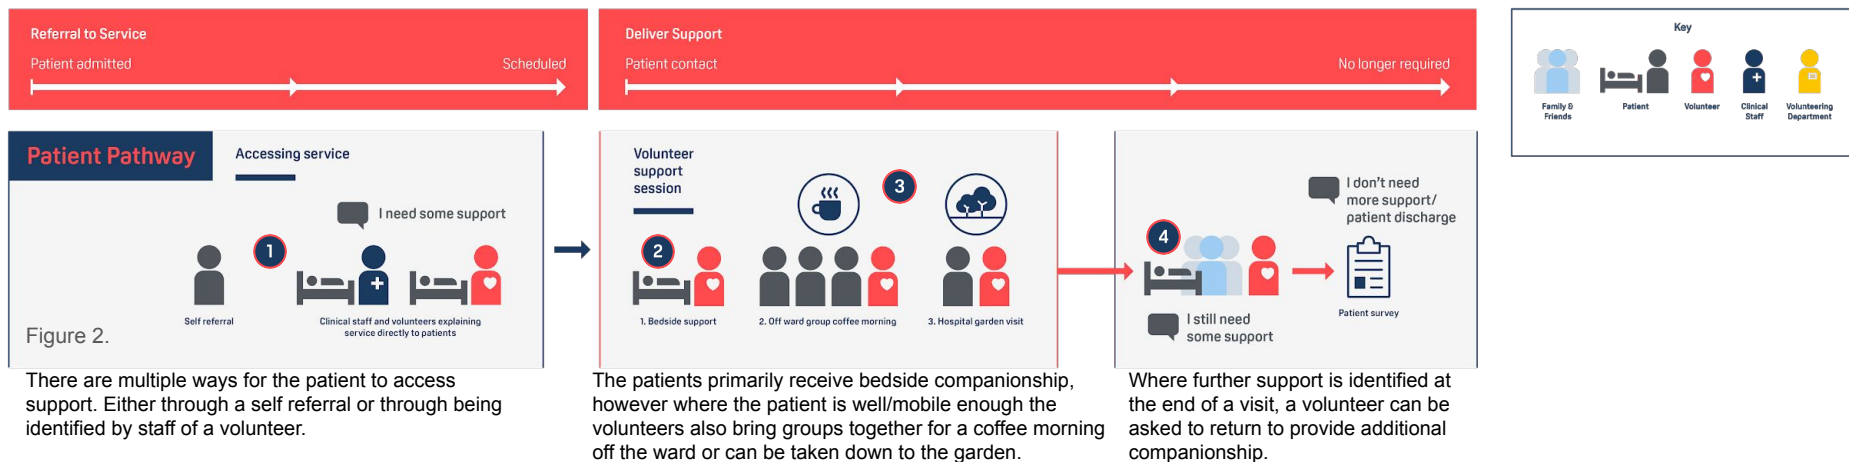 Referral to Service
Patient admitted
Scheduled
Deliver Support
Patient contact
No longer required
Key
Family &
Friends
Patient
Volunteer
Clinical
Staff
Volunteering
Department
Patient Pathway
Accessing service
I need some support
1
Self referral
Clinical staff and volunteers explaining
service directly to patients
Figure 2.
Volunteer
support
session
3
2
1. Bedside support
2. Off ward group coffee morning
3. Hospital garden visit
I don't need
more support/
patient discharge
4
I still need
some support
Patient survey
There are multiple ways for the patient to access
support. Either through a self referral or through being
identified by staff of a volunteer.
The patients primarily receive bedside companionship,
however where the patient is well/mobile enough the
volunteers also bring groups together for a coffee morning
off the ward or can be taken down to the garden.
Where further support is identified at
the end of a visit, a volunteer can be
asked to return to provide additional
companionship.